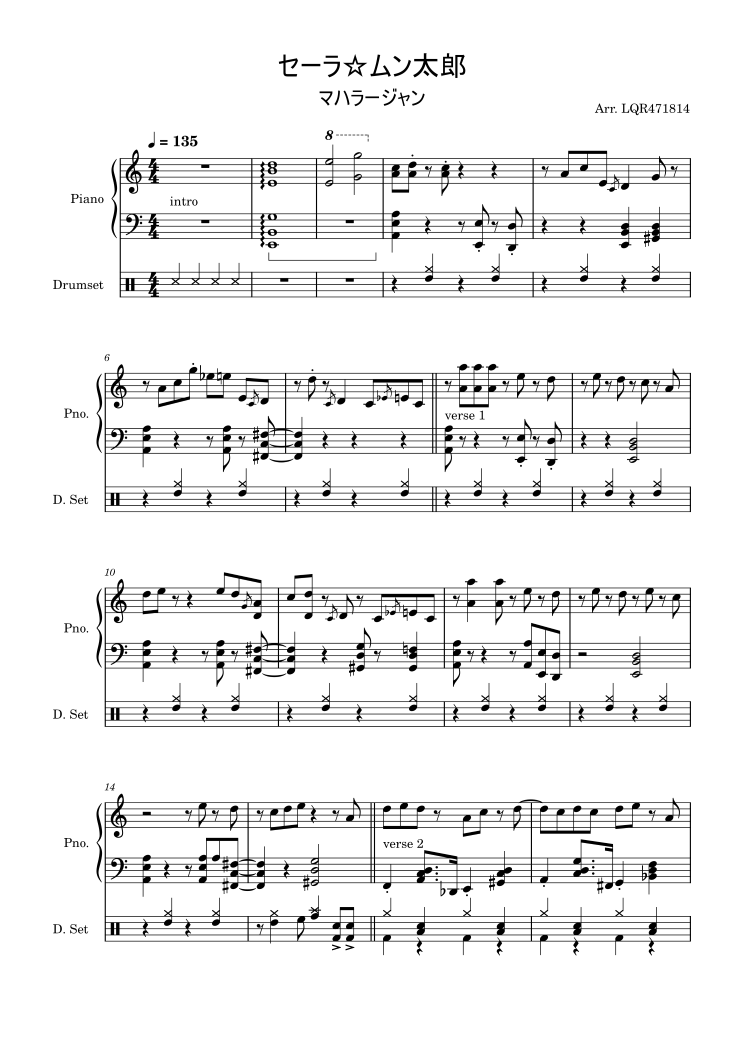 セーラ☆ムン太郎
マハラージャン
Arr. LQR471814
♩ = 135
8
Piano
intro
Drumset
6
Pno.
verse 1
D. Set
10
Pno.
D. Set
14
Pno.
verse 2
D. Set